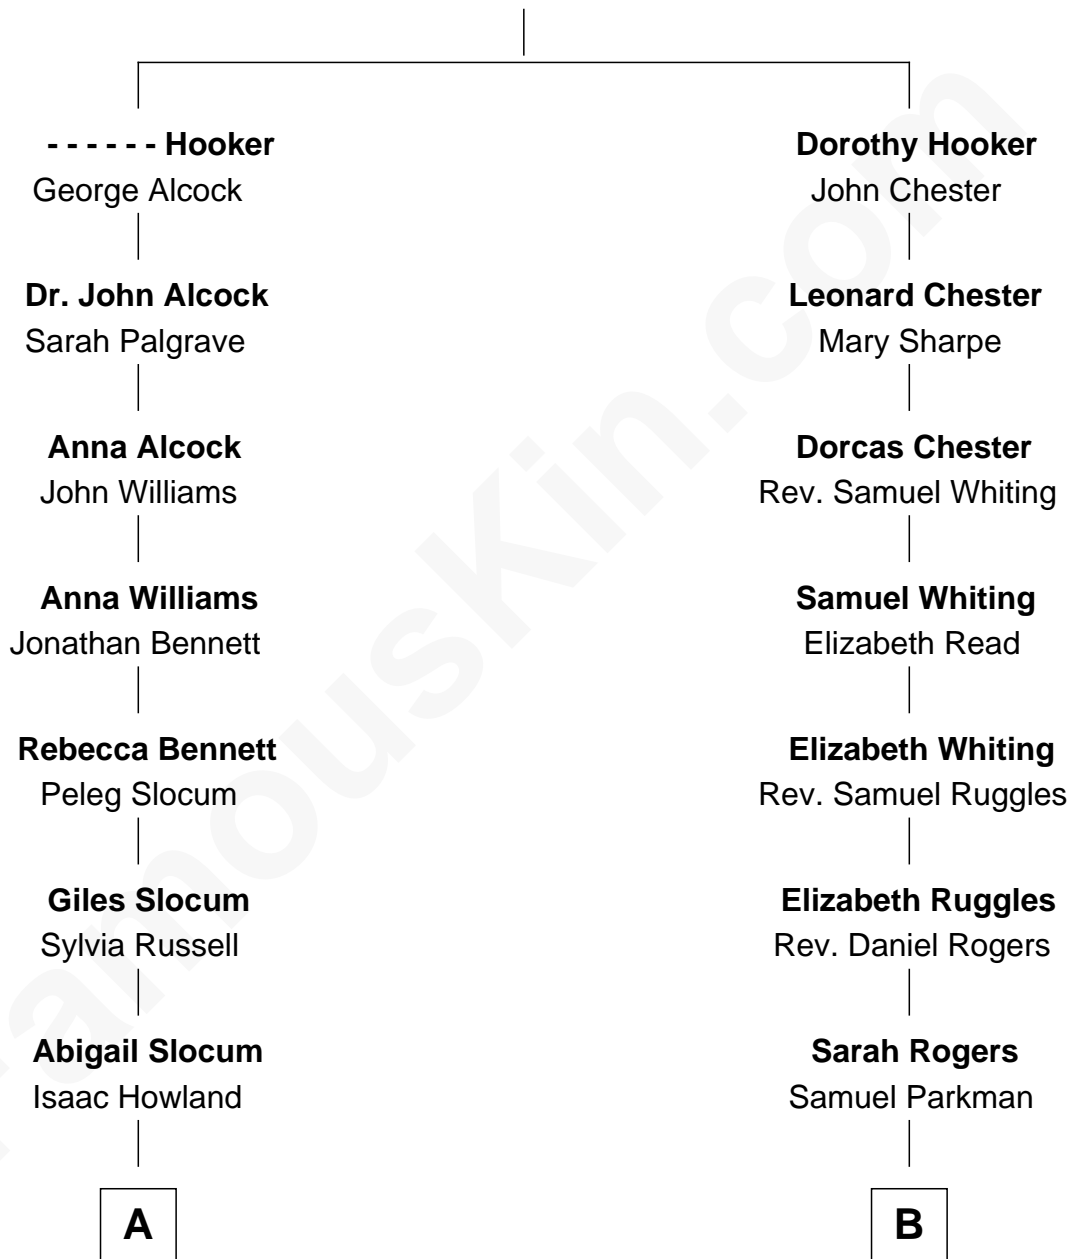 - - - - - - Hooker
George Alcock
Dr. John Alcock
Sarah Palgrave
Anna Alcock
John Williams
Anna Williams
Jonathan Bennett
Rebecca Bennett
Peleg Slocum
Giles Slocum
Sylvia Russell
Abigail Slocum
Isaac Howland
A
Dorothy Hooker
John Chester
Leonard Chester
Mary Sharpe
Dorcas Chester
Rev. Samuel Whiting
Samuel Whiting
Elizabeth Read
Elizabeth Whiting
Rev. Samuel Ruggles
Elizabeth Ruggles
Rev. Daniel Rogers
Sarah Rogers
Samuel Parkman
B
FamousKin.com